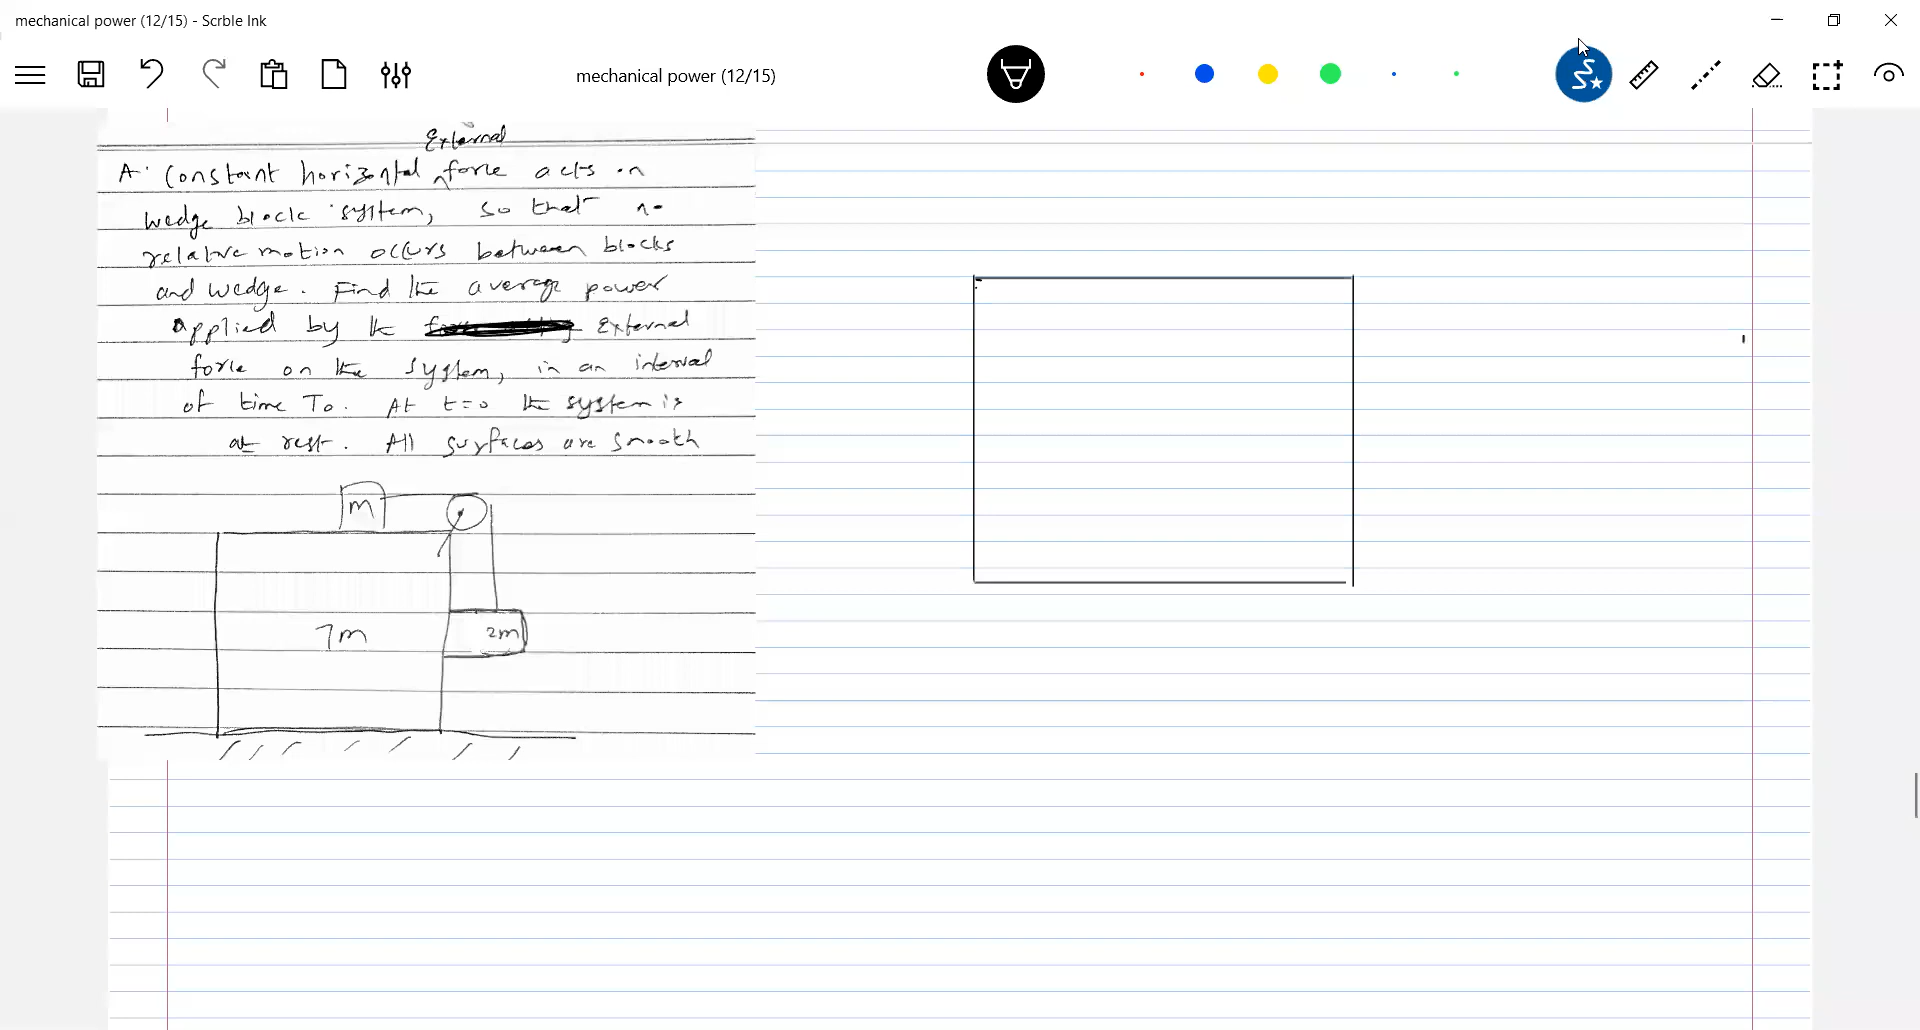 mechanical power (12/15) - Scrble Ink
mechanical power (12/15)
External
A constant horizontal force acts on
wedge block system, so that no
relative motion occurs between blocks
and wedge. Find the average power
applied by the External
force on the system, in an interval
of time To. At t=0 the system is
at rest. All surfaces are smooth
m
7m
2m